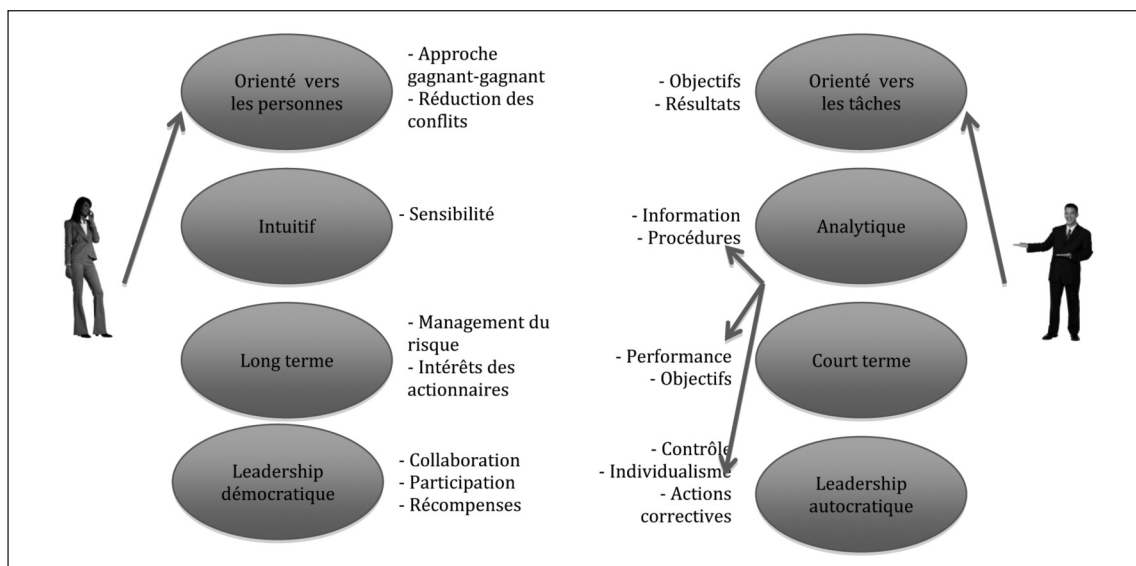 Orienté vers
les personnes
- Approche
gagnant-gagnant
- Réduction des
conflits
Intuitif
- Sensibilité
Long terme
- Management du
risque
- Intérêts des
actionnaires
Leadership
démocratique
- Collaboration
- Participation
- Récompenses
- Objectifs
- Résultats
Orienté vers
les tâches
- Information
- Procédures
Analytique
- Performance
- Objectifs
Court terme
- Contrôle
- Individualisme
- Actions
correctives
Leadership
autocratique